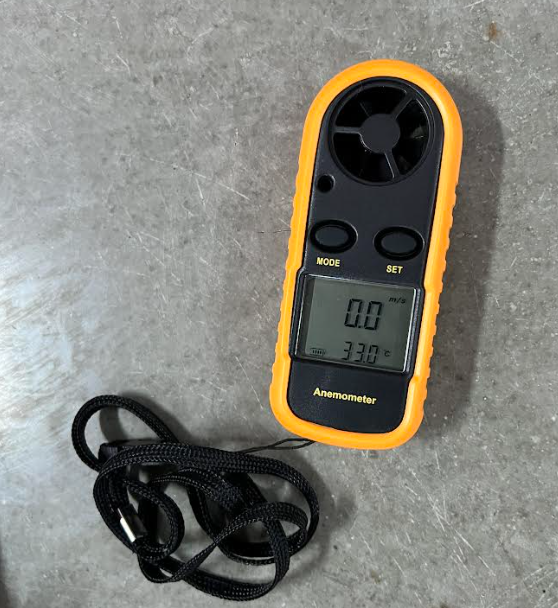 MODE SET
m/s
0.0
33.0 °C
Anemometer